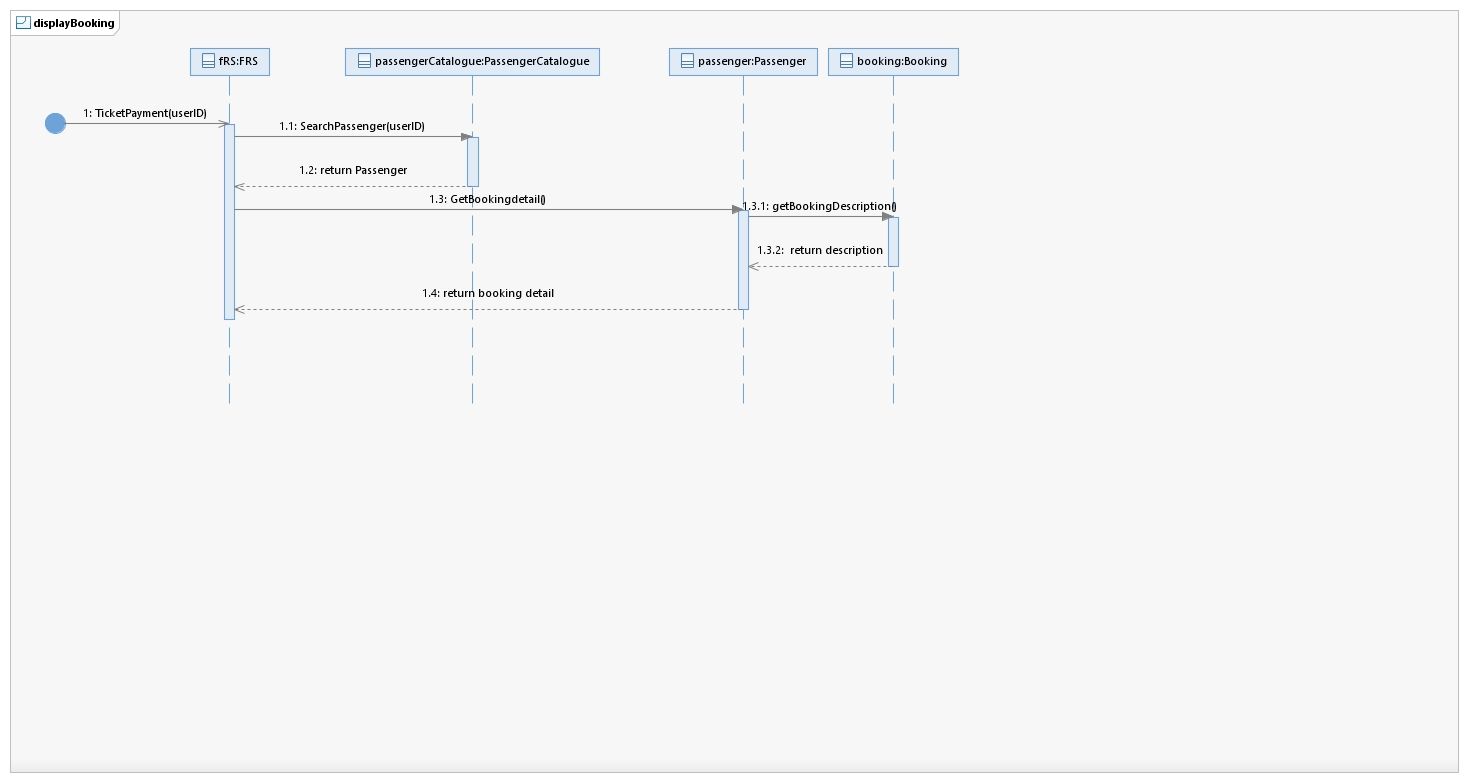 displayBooking
fRS:FRS
passengerCatalogue:PassengerCatalogue
passenger:Passenger
booking:Booking
1: TicketPayment(userID)
1.1: SearchPassenger(userID)
1.2: return Passenger
1.3: GetBookingdetail()
1.3.1: getBookingDescription()
1.3.2:  return description
1.4: return booking detail